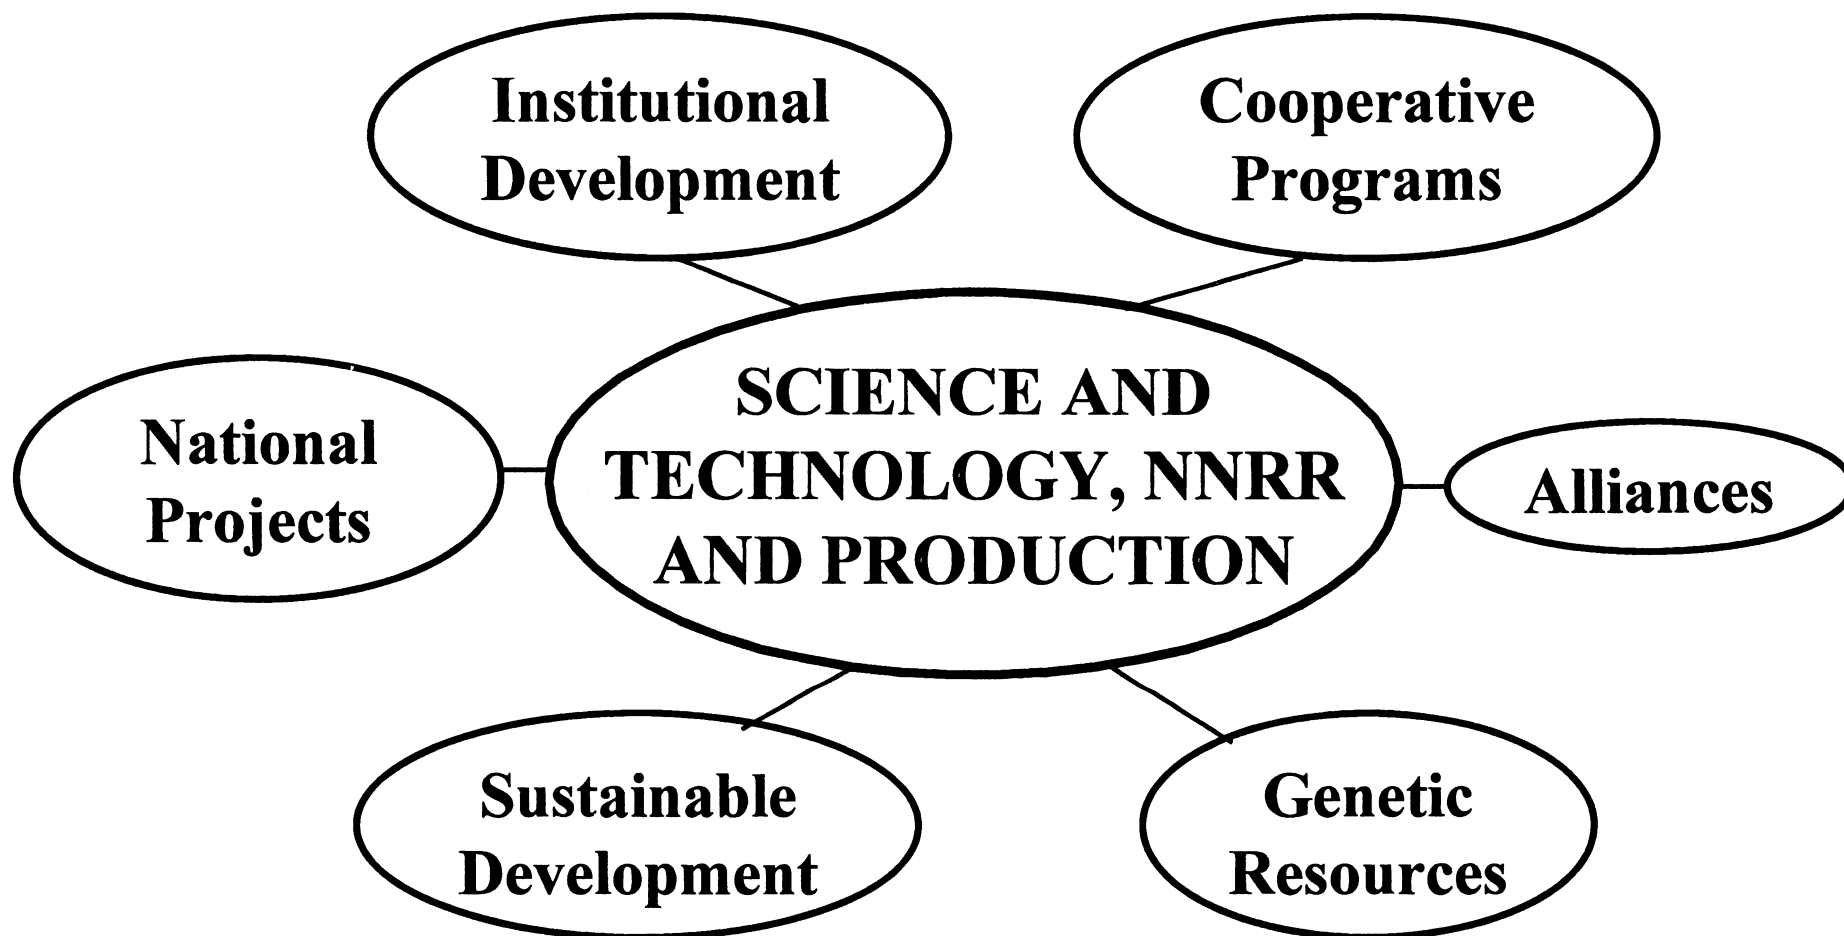 Institutional
Development
Cooperative
Programs
SCIENCE AND
TECHNOLOGY, NNRR
AND PRODUCTION
National
Projects
Alliances
Sustainable
Development
Genetic
Resources